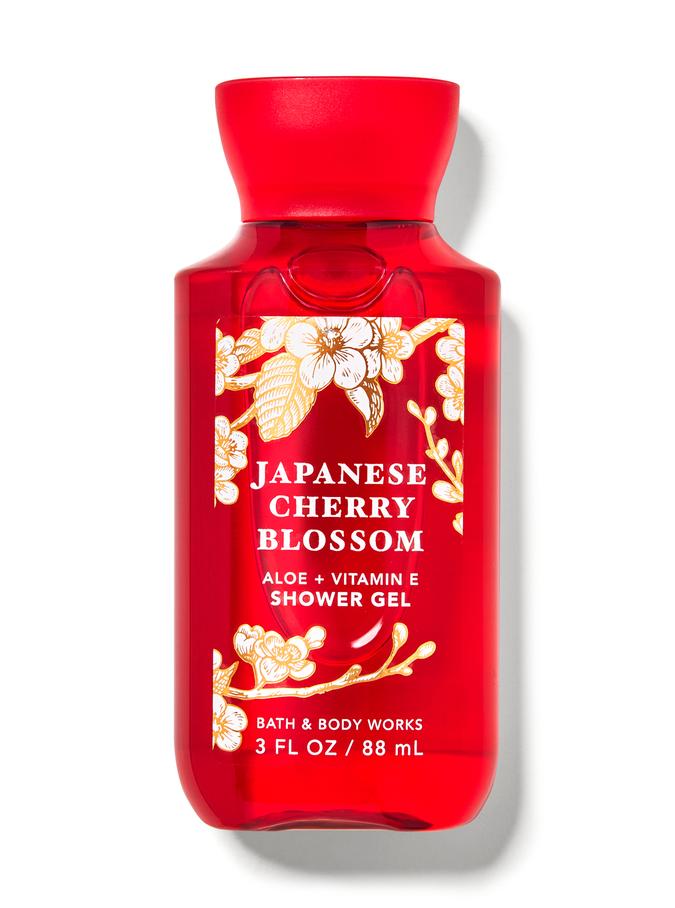 JAPANESE
CHERRY
BLOSSOM
ALOE + VITAMIN E
SHOWER GEL
BATH & BODY WORKS
3 FL OZ / 88 mL